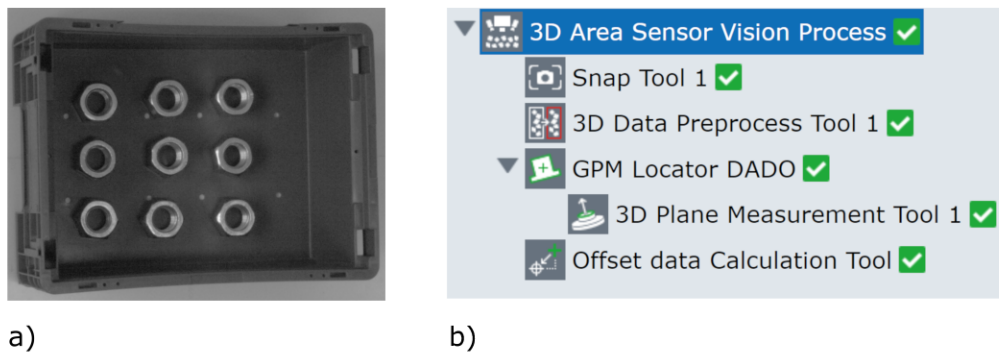 3D Area Sensor Vision Process
Snap Tool 1
3D Data Preprocess Tool 1
GPM Locator DADO
3D Plane Measurement Tool 1
Offset data Calculation Tool
a)
b)